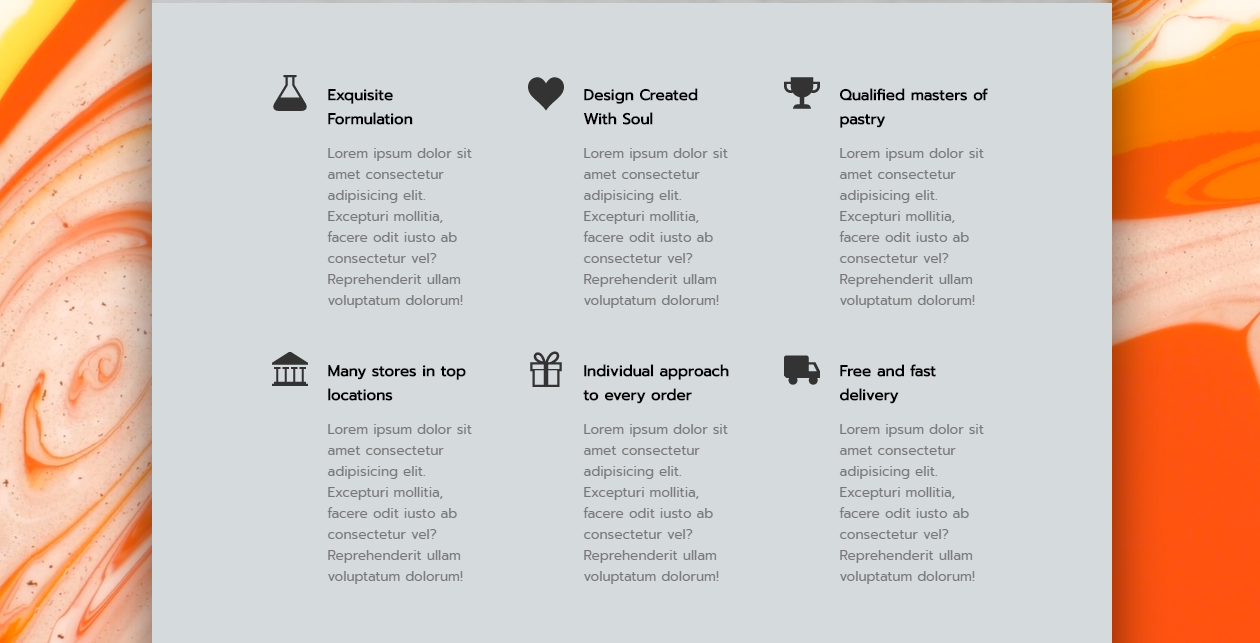 Exquisite
Formulation
Lorem ipsum dolor sit
amet consectetur
adipisicing elit.
Excepturi mollitia,
facere odit iusto ab
consectetur vel?
Reprehenderit ullam
voluptatum dolorum!
Design Created
With Soul
Lorem ipsum dolor sit
amet consectetur
adipisicing elit.
Excepturi mollitia,
facere odit iusto ab
consectetur vel?
Reprehenderit ullam
voluptatum dolorum!
Qualified masters of
pastry
Lorem ipsum dolor sit
amet consectetur
adipisicing elit.
Excepturi mollitia,
facere odit iusto ab
consectetur vel?
Reprehenderit ullam
voluptatum dolorum!
Many stores in top
locations
Lorem ipsum dolor sit
amet consectetur
adipisicing elit.
Excepturi mollitia,
facere odit iusto ab
consectetur vel?
Reprehenderit ullam
voluptatum dolorum!
Individual approach
to every order
Lorem ipsum dolor sit
amet consectetur
adipisicing elit.
Excepturi mollitia,
facere odit iusto ab
consectetur vel?
Reprehenderit ullam
voluptatum dolorum!
Free and fast
delivery
Lorem ipsum dolor sit
amet consectetur
adipisicing elit.
Excepturi mollitia,
facere odit iusto ab
consectetur vel?
Reprehenderit ullam
voluptatum dolorum!